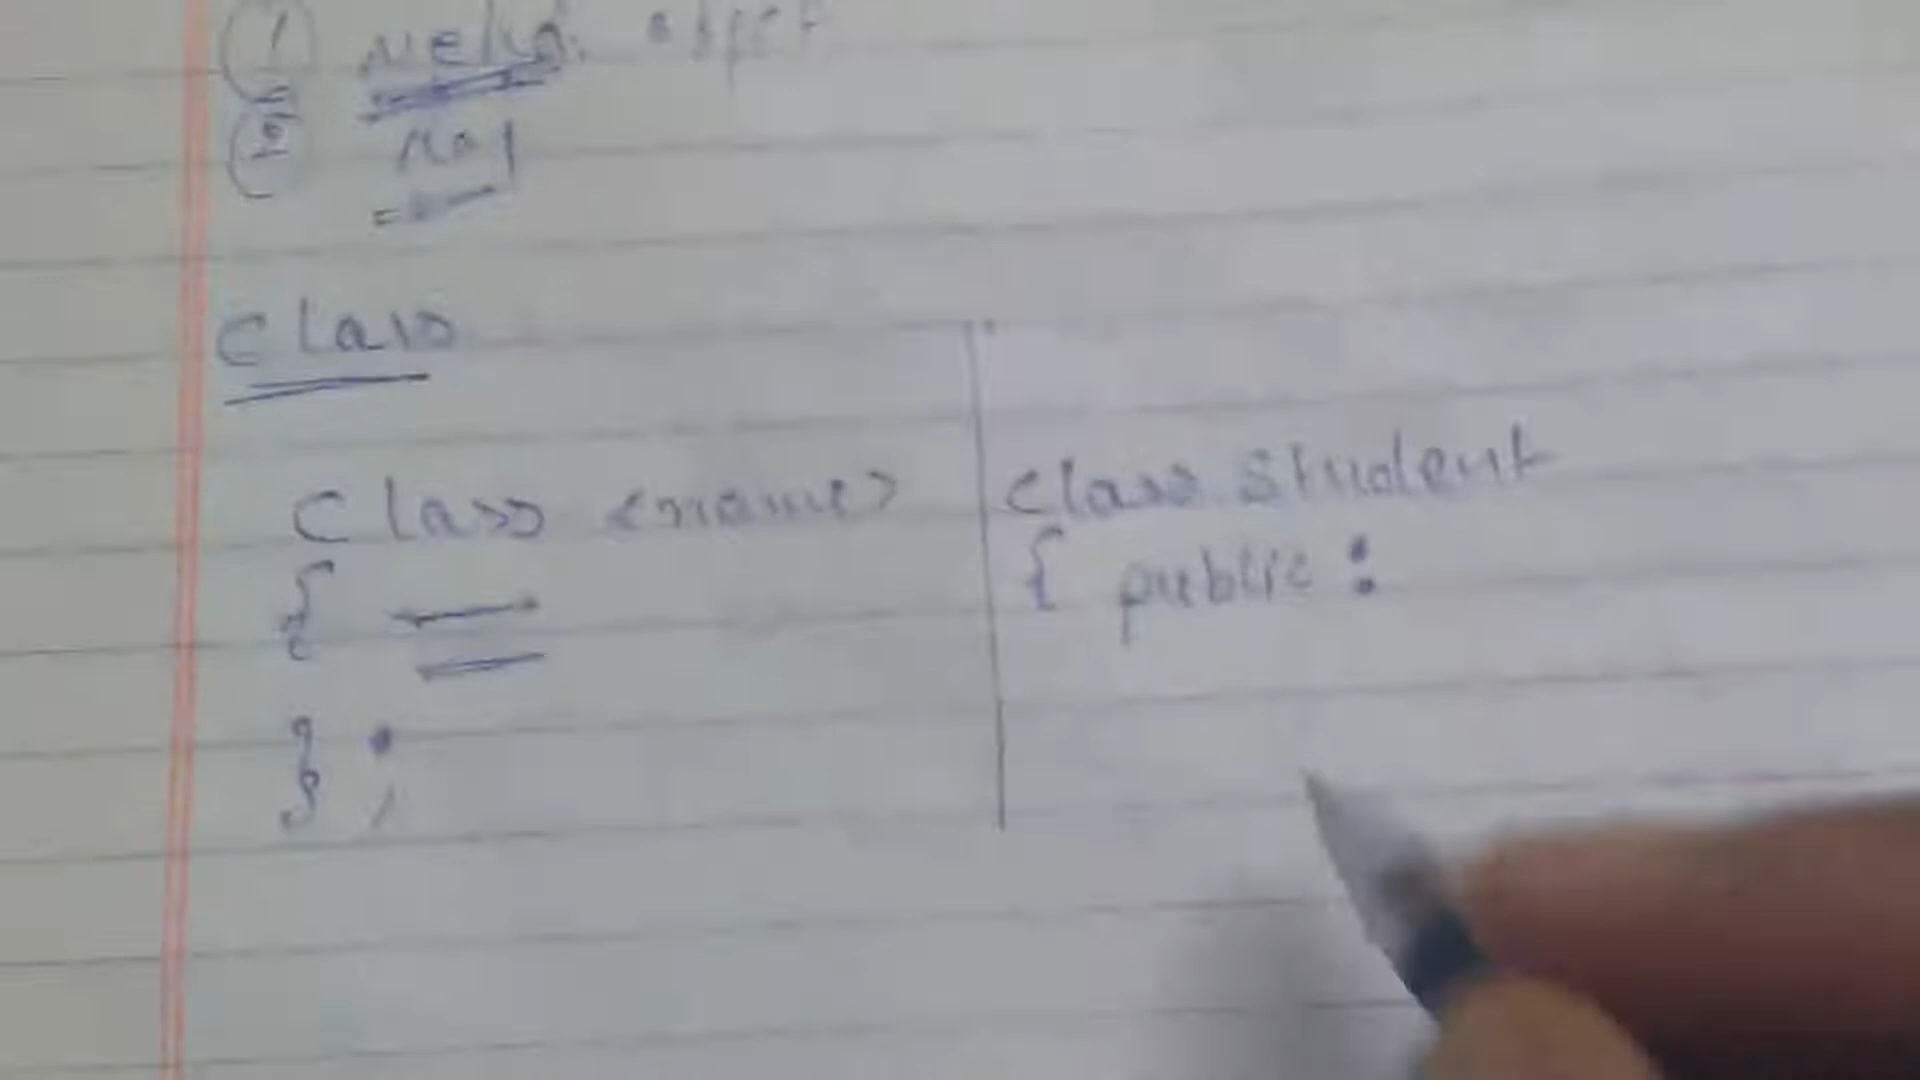 class
class <name>
{
};
class student
{ public :